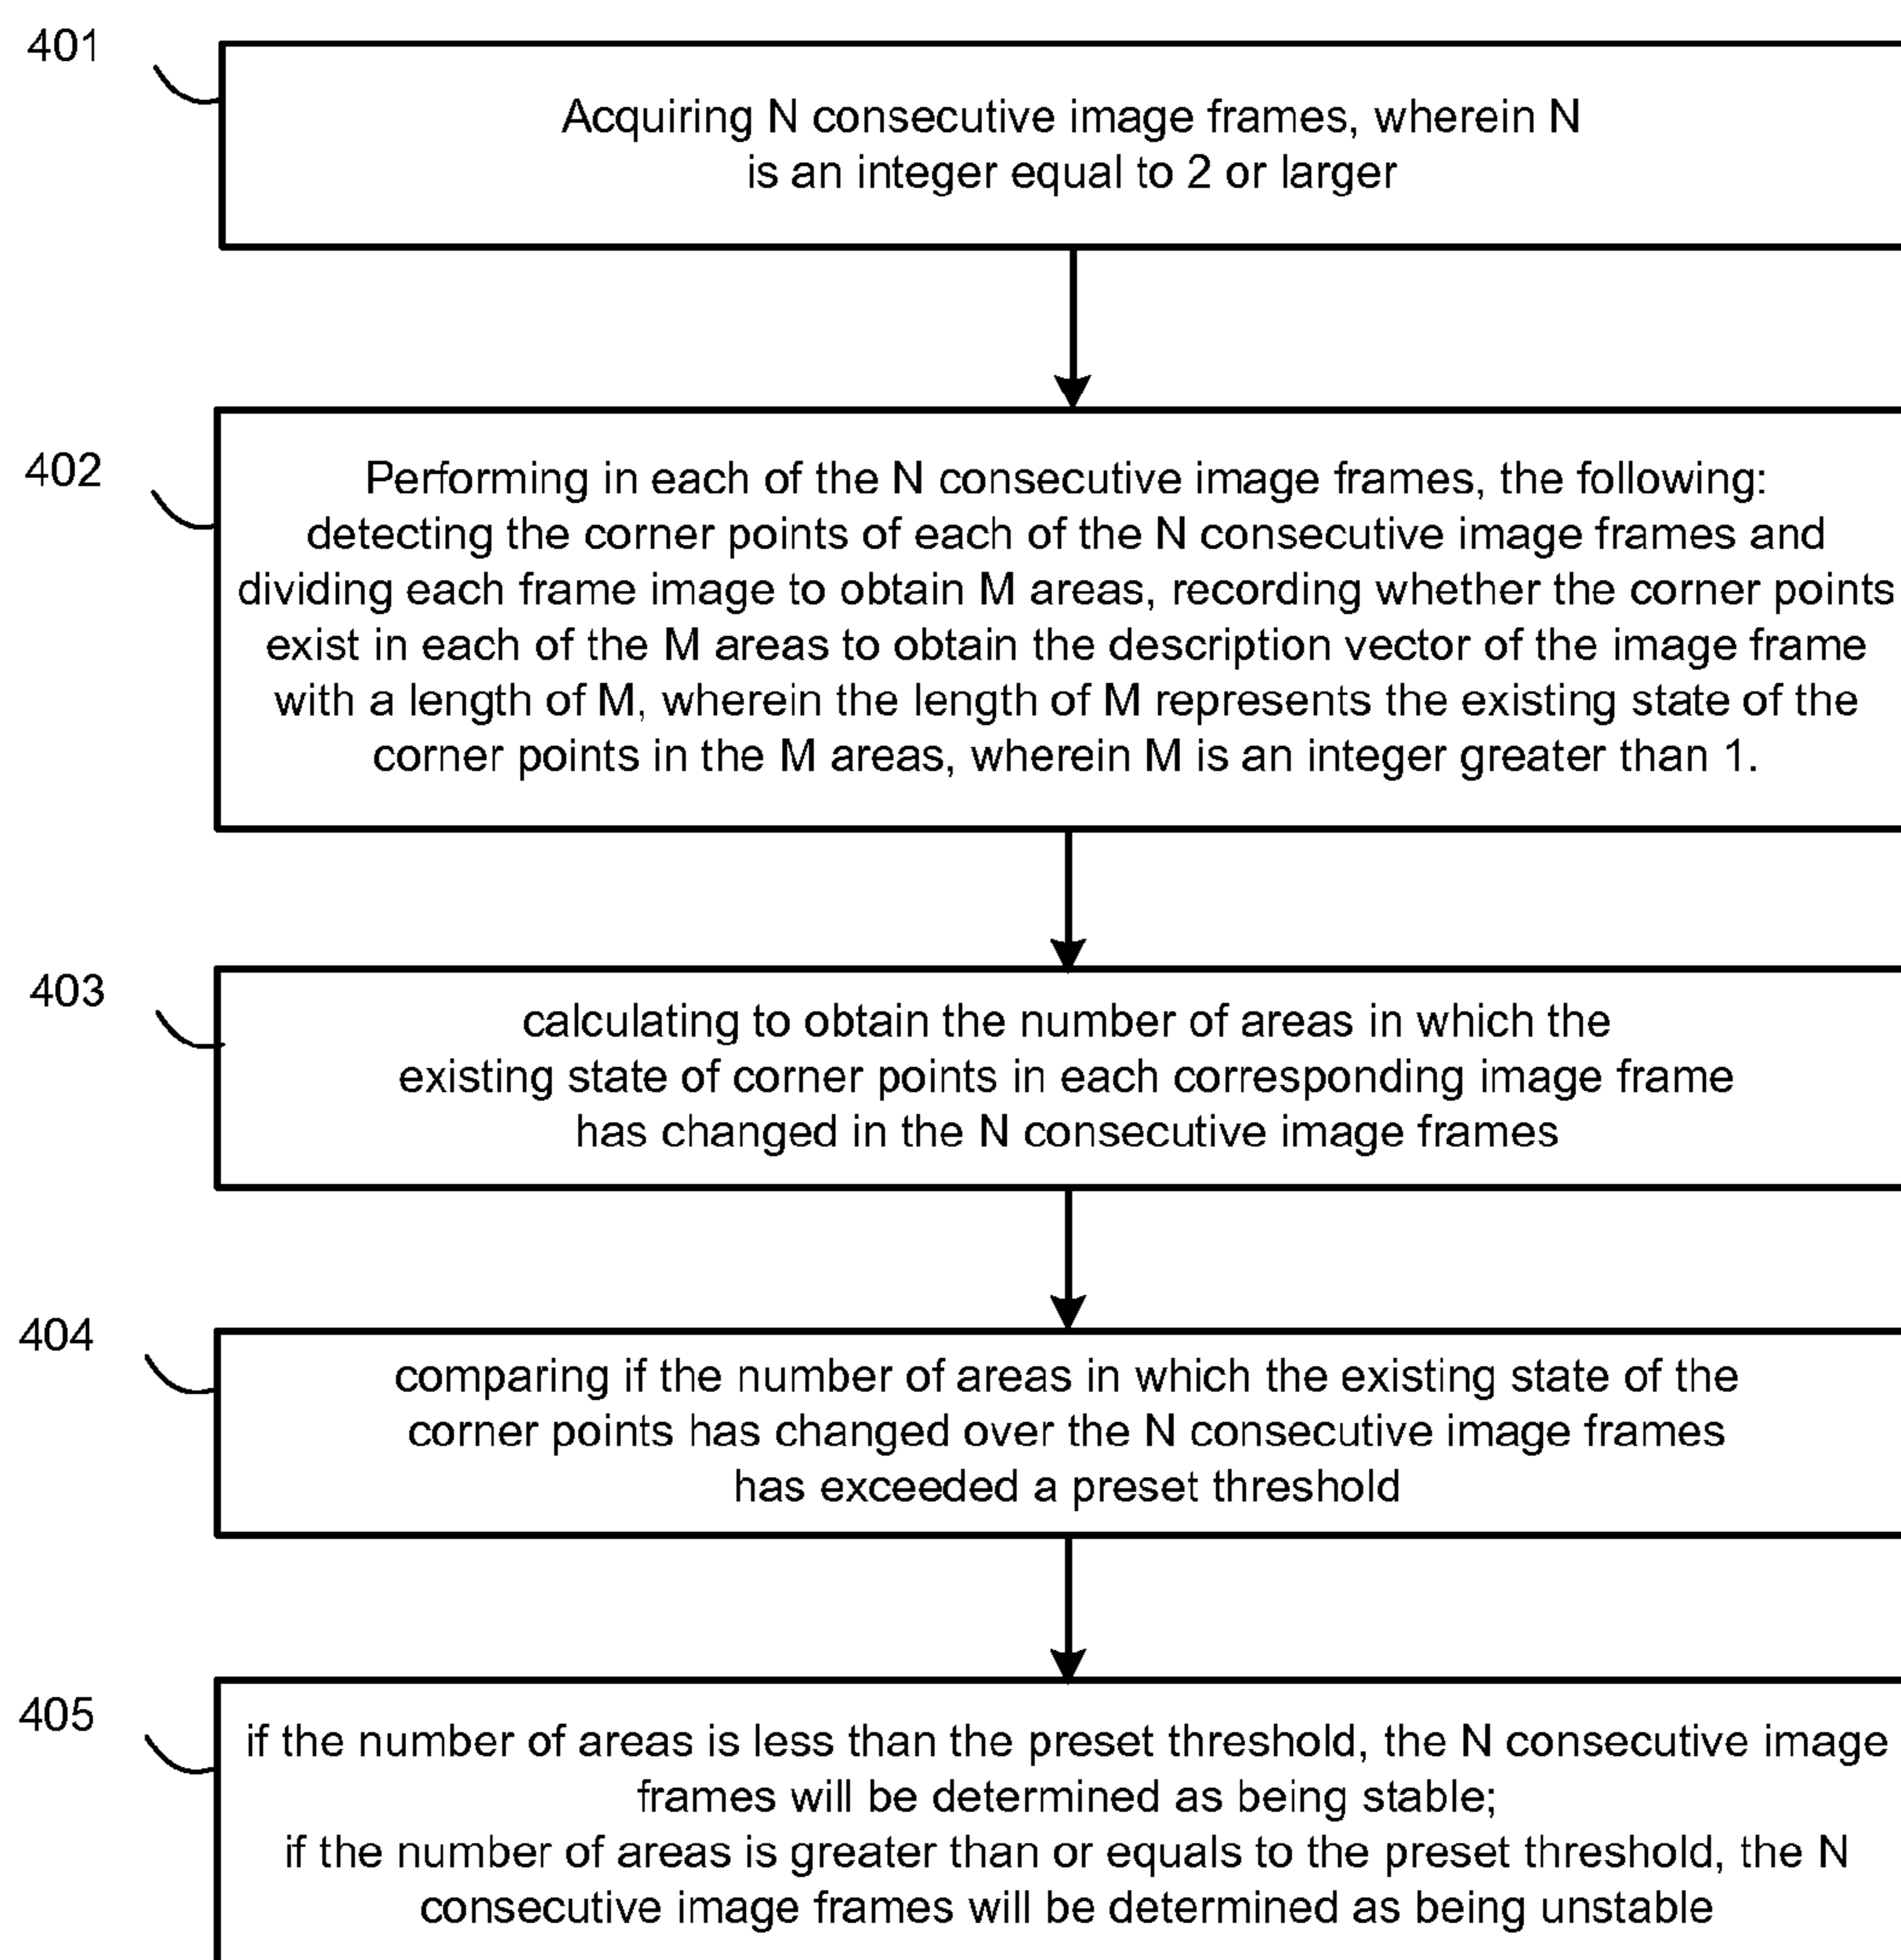 401
Acquiring N consecutive image frames, wherein N
is an integer equal to 2 or larger
402
Performing in each of the N consecutive image frames, the following:
detecting the corner points of each of the N consecutive image frames and
dividing each frame image to obtain M areas, recording whether the corner points
exist in each of the M areas to obtain the description vector of the image frame
with a length of M, wherein the length of M represents the existing state of the
corner points in the M areas, wherein M is an integer greater than 1.
403
calculating to obtain the number of areas in which the
existing state of corner points in each corresponding image frame
has changed in the N consecutive image frames
404
comparing if the number of areas in which the existing state of the
corner points has changed over the N consecutive image frames
has exceeded a preset threshold
405
if the number of areas is less than the preset threshold, the N consecutive image
frames will be determined as being stable;
if the number of areas is greater than or equals to the preset threshold, the N
consecutive image frames will be determined as being unstable